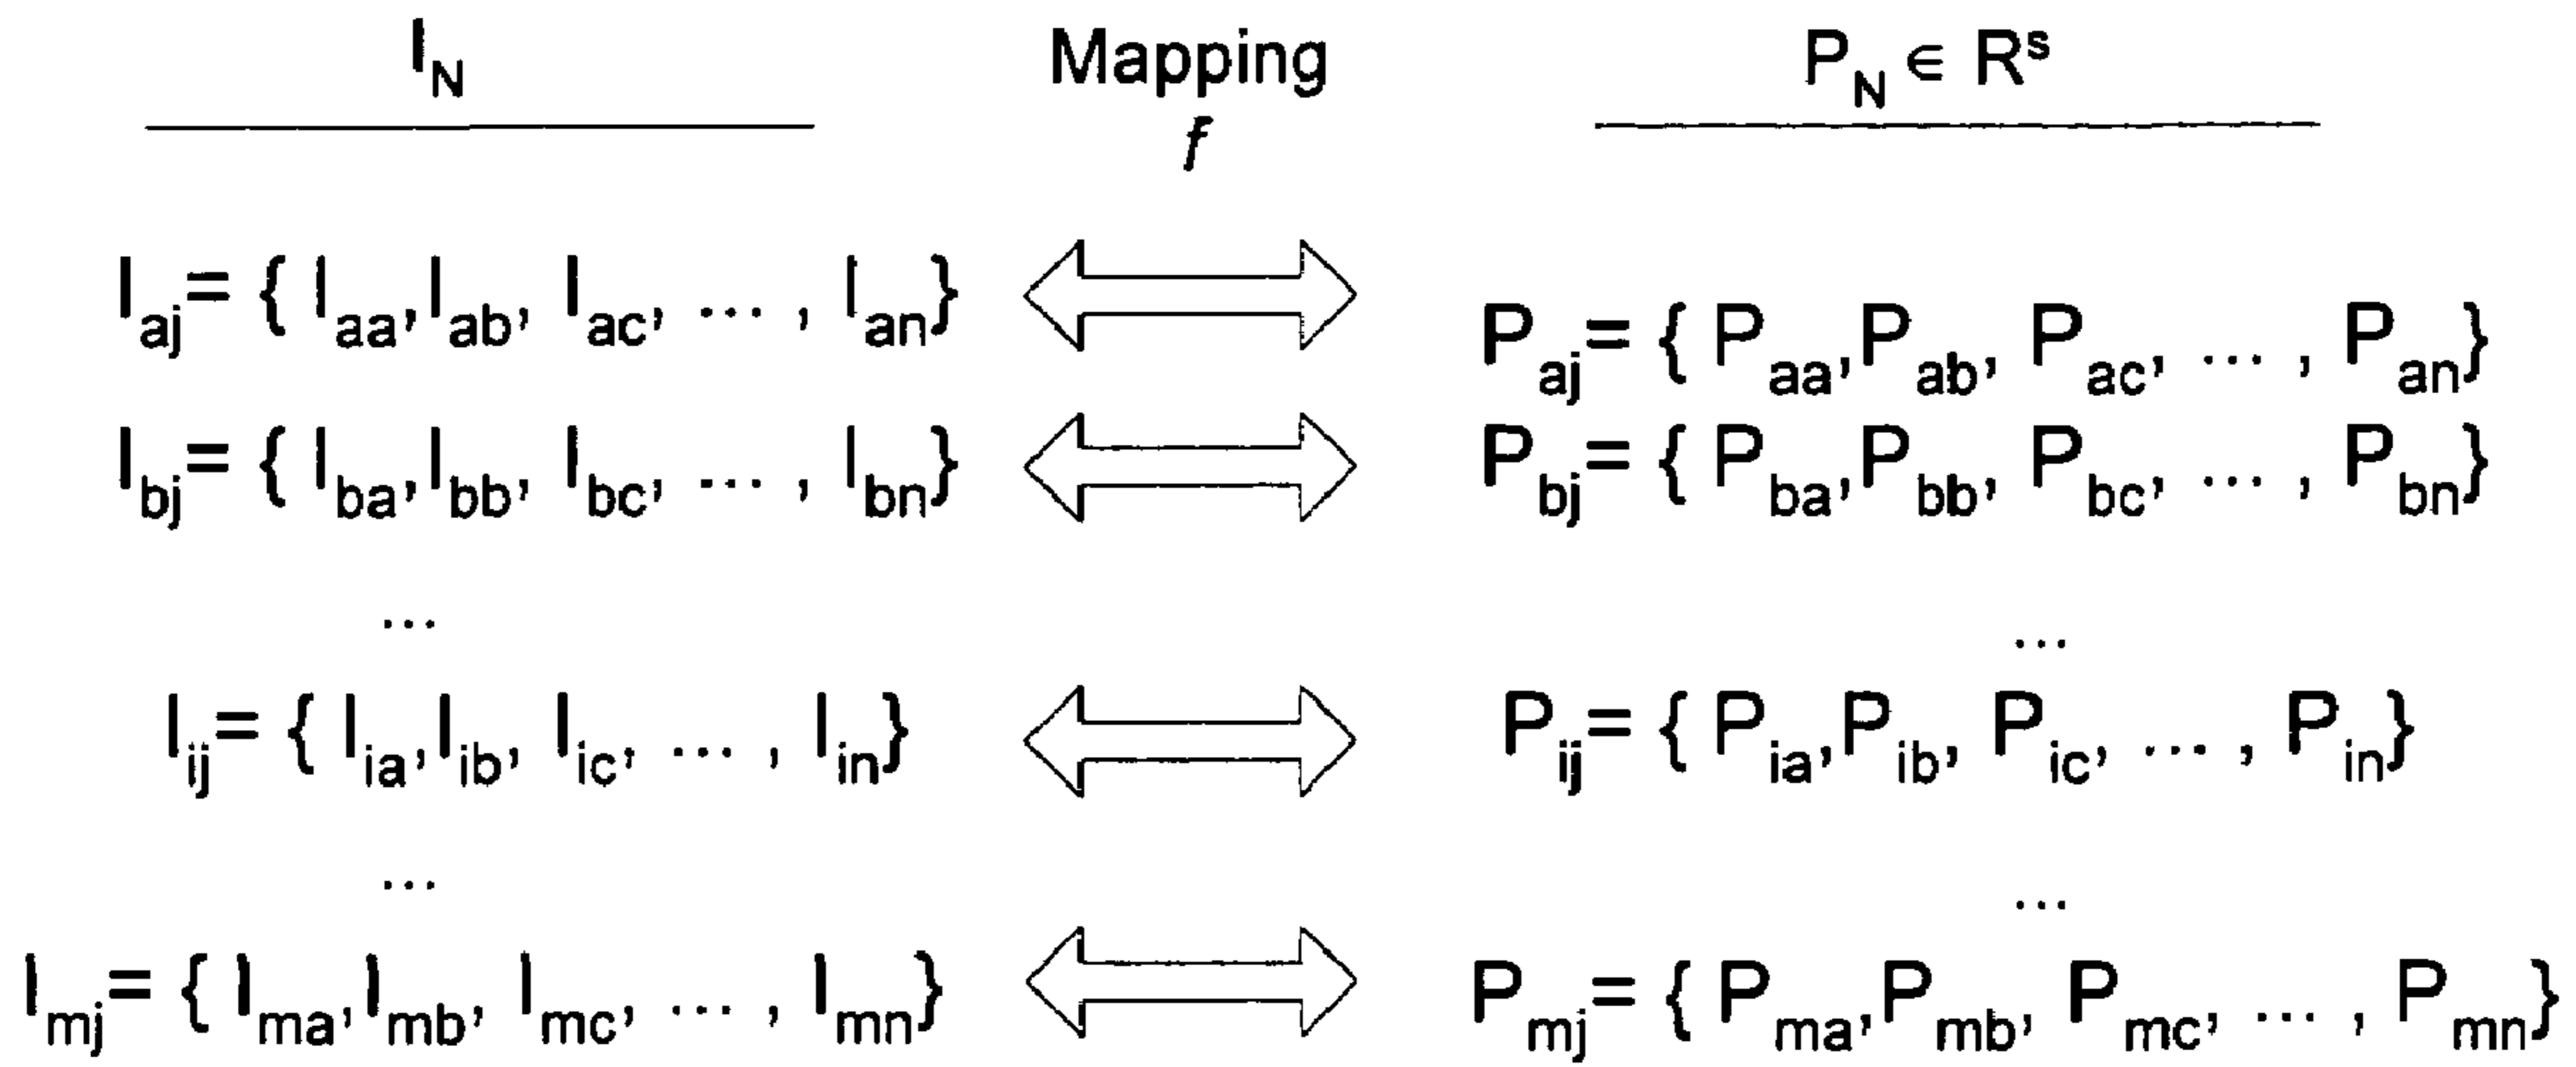 I_N Mapping P_N ∈ R^s
f
I_aj= { I_aa, I_ab, I_ac, ... , I_an} P_aj= { P_aa, P_ab, P_ac, ... , P_an}
I_bj= { I_ba, I_bb, I_bc, ... , I_bn} P_bj= { P_ba, P_bb, P_bc, ... , P_bn}
... ...
I_ij= { I_ia, I_ib, I_ic, ... , I_in} P_ij= { P_ia, P_ib, P_ic, ... , P_in}
... ...
I_mj= { I_ma, I_mb, I_mc, ... , I_mn} P_mj= { P_ma, P_mb, P_mc, ... , P_mn}